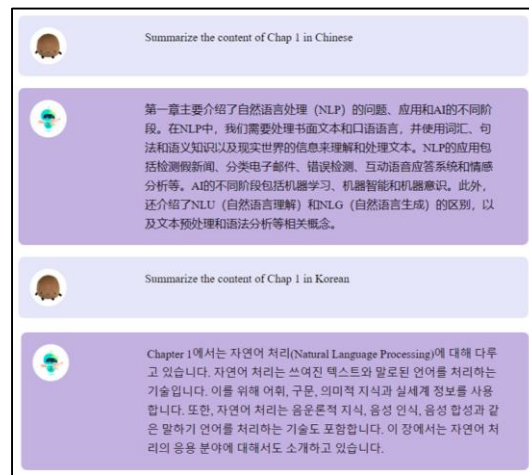 Summarize the content of Chap 1 in Chinese
第一章主要介绍了自然语言处理（NLP）的问题、应用和AI的不同阶
段。在NLP中，我们需要处理书面文本和口语语言，并使用词汇、句
法和语义知识以及现实世界的信息来理解和处理文本。NLP的应用包
括检测假新闻、分类电子邮件、错误检测、互动语音应答系统和情感
分析等。AI的不同阶段包括机器学习、机器智能和机器意识。此外，
还介绍了NLU（自然语言理解）和NLG（自然语言生成）的区别，以
及文本预处理和语法分析等相关概念。
Summarize the content of Chap 1 in Korean
Chapter 1에서는 자연어 처리(Natural Language Processing)에 대해 다루
고 있습니다. 자연어 처리는 쓰여진 텍스트와 말로된 언어를 처리하는
기술입니다. 이를 위해 어휘, 구문, 의미적 지식과 실세계 정보를 사용
합니다. 또한, 자연어 처리는 음운론적 지식, 음성 인식, 음성 합성과 같
은 말하기 언어를 처리하는 기술도 포함합니다. 이 장에서는 자연어 처
리의 응용 분야에 대해서도 소개하고 있습니다.